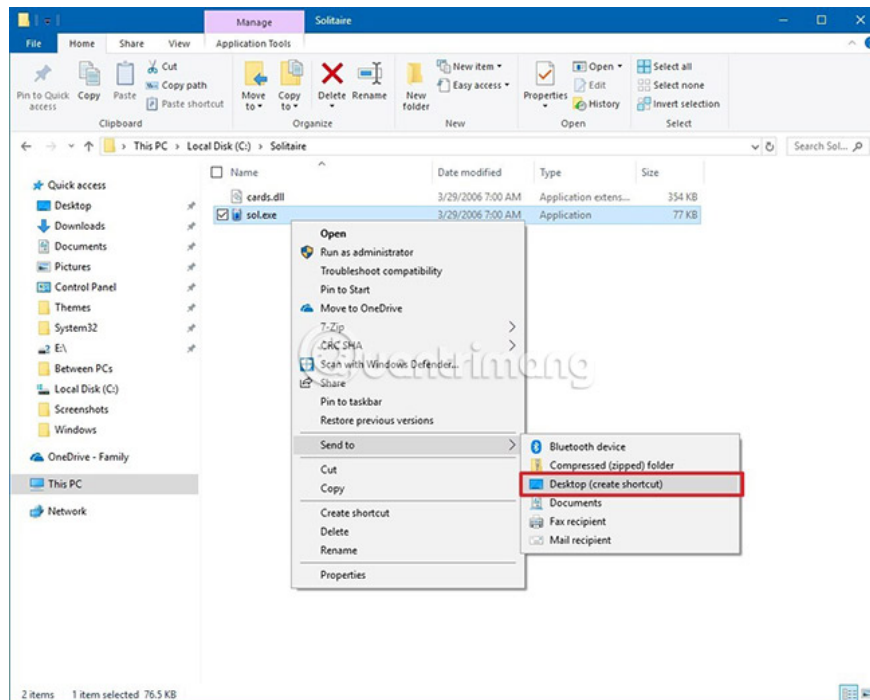 Manage
Solitaire
File
Home
Share
View
Application Tools
Pin to Quick access
Copy
Paste
Cut
Copy path
Paste shortcut
Clipboard
Move to
Copy to
Delete
Rename
Organize
New folder
New item
Easy access
New
Properties
Open
Edit
History
Open
Select all
Select none
Invert selection
Select
This PC > Local Disk (C:) > Solitaire
Search Sol...
Name
Date modified
Type
Size
cards.dll 3/29/2006 7:00 AM Application extens... 354 KB
sol.exe 3/29/2006 7:00 AM Application 77 KB
Quick access
Desktop
Downloads
Documents
Pictures
Control Panel
Themes
System32
E:\
Between PCs
Local Disk (C:)
Screenshots
Windows
OneDrive - Family
This PC
Network
Open
Run as administrator
Troubleshoot compatibility
Pin to Start
Move to OneDrive
7-Zip
CRC SHA
Scan with Windows Defender...
Share
Pin to taskbar
Restore previous versions
Send to
Cut
Copy
Create shortcut
Delete
Rename
Properties
Bluetooth device
Compressed (zipped) folder
Desktop (create shortcut)
Documents
Fax recipient
Mail recipient
Quantrimang
2 items 1 item selected 76.5 KB